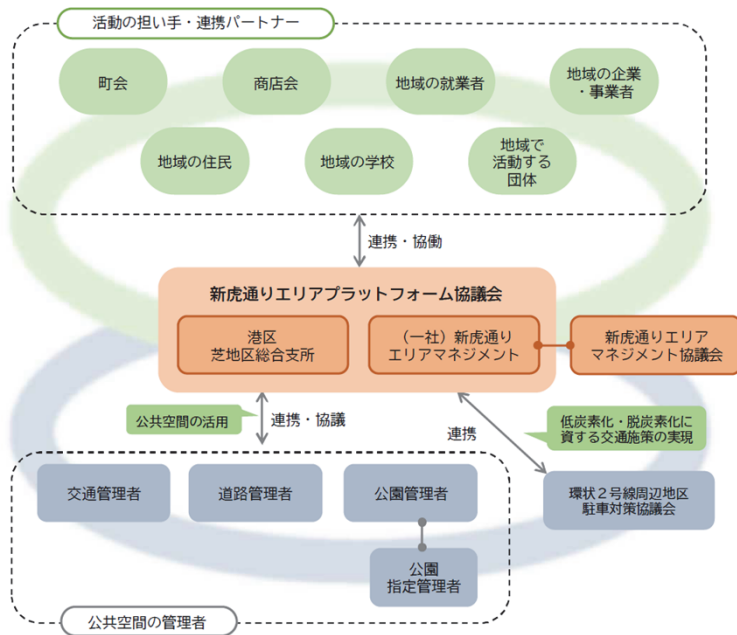 活動の担い手・連携パートナー
町会
商店会
地域の就業者
地域の企業
・事業者
地域の住民
地域の学校
地域で
活動する
団体
連携・協働
新虎通りエリアプラットフォーム協議会
港区
芝地区総合支所
（一社）新虎通り
エリアマネジメント
新虎通りエリア
マネジメント協議会
公共空間の活用
連携・協議
連携
低炭素化・脱炭素化に
資する交通施策の実現
交通管理者
道路管理者
公園管理者
環状２号線周辺地区
駐車対策協議会
公園
指定管理者
公共空間の管理者